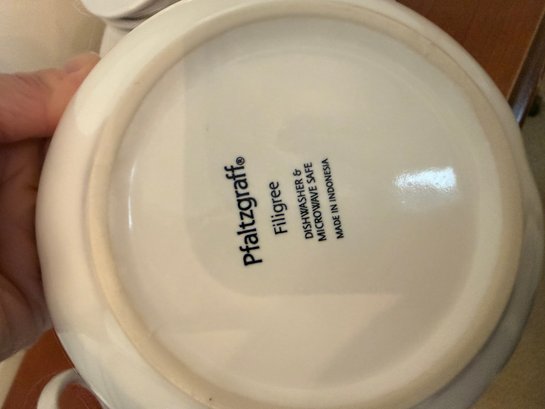 Pfaltzgraff®
Filigree
DISHWASHER &
MICROWAVE SAFE
MADE IN INDONESIA